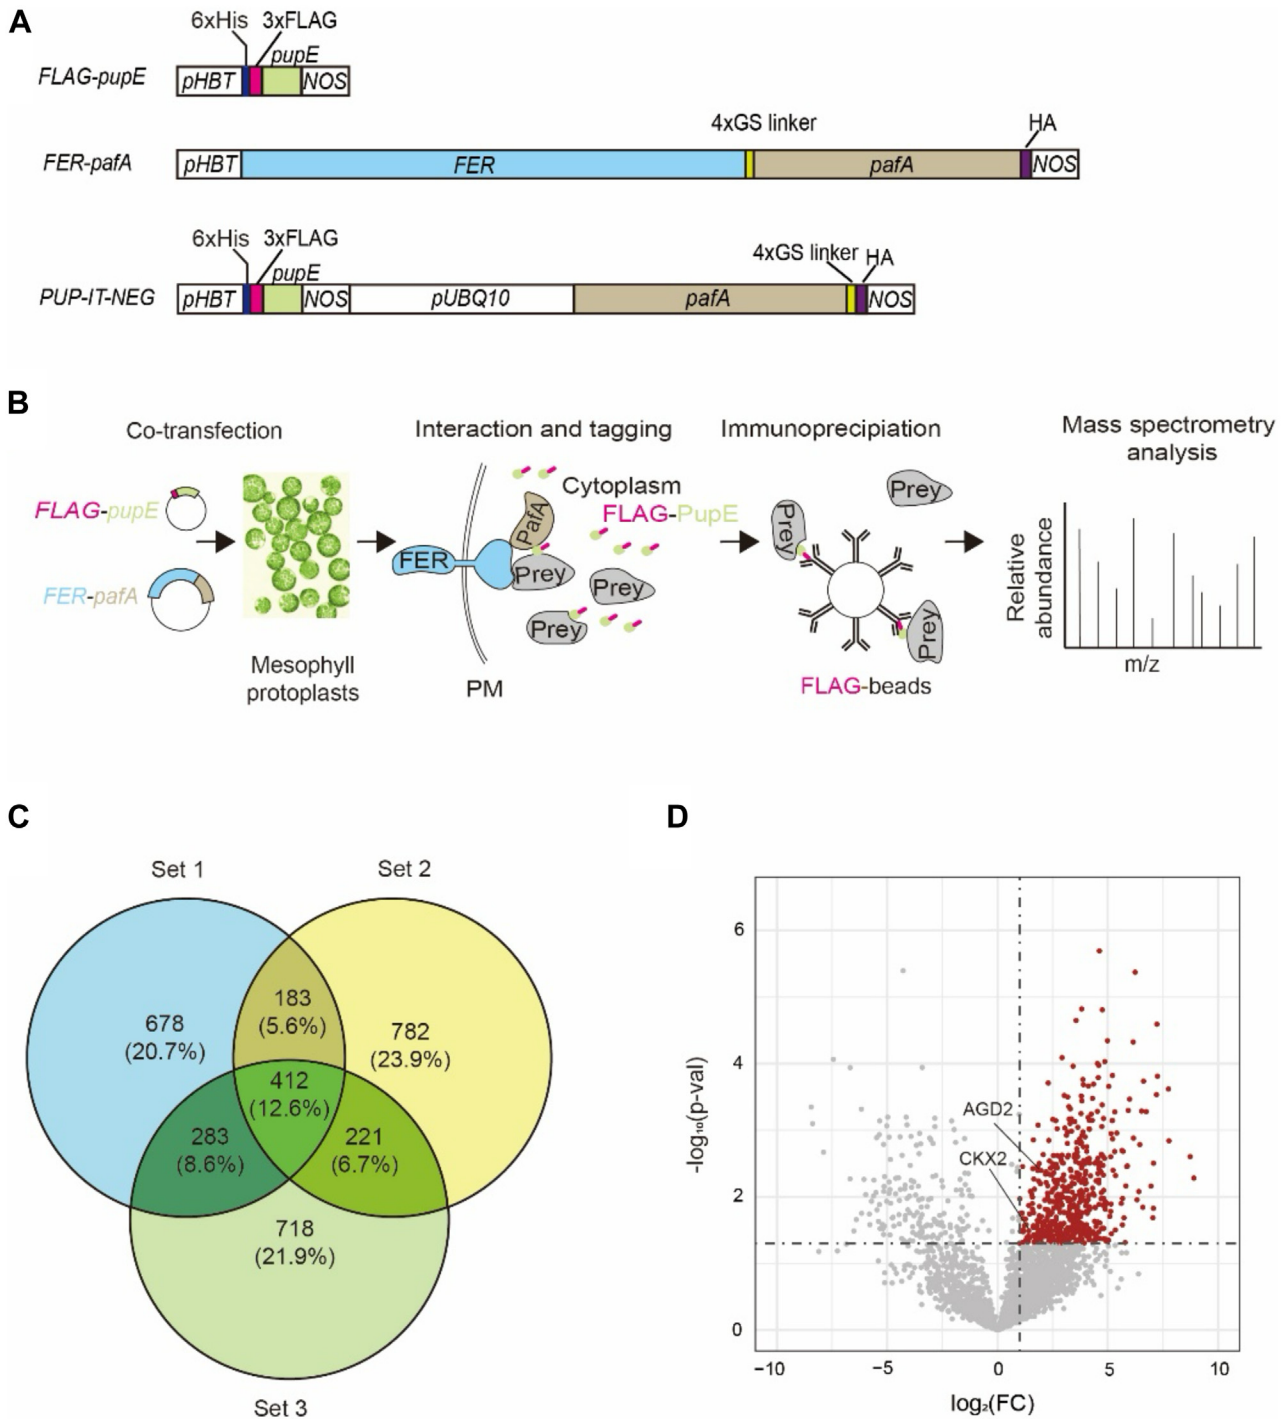 A
6xHis 3xFLAG
pupE
FLAG-pupE pHBT NOS
4xGS linker HA
FER-pafA pHBT FER pafA NOS
6xHis 3xFLAG
pupE
4xGS linker HA
PUP-IT-NEG pHBT NOS pUBQ10 pafA NOS
B
Co-transfection
FLAG-pupE
FER-pafA
Mesophyll
protoplasts
Interaction and tagging
Cytoplasm
FLAG-PupE
PafA
FER
Prey
Prey
Prey
PM
Immunoprecipiation
Prey
Prey
Prey
FLAG-beads
Mass spectrometry
analysis
Relative
abundance
m/z
C
Set 1
Set 2
678
(20.7%)
183
(5.6%)
782
(23.9%)
412
(12.6%)
283
(8.6%)
221
(6.7%)
718
(21.9%)
Set 3
D
-log₁₀(p-val)
6
4
2
0
AGD2
CKX2
−10 −5 0 5 10
log₂(FC)